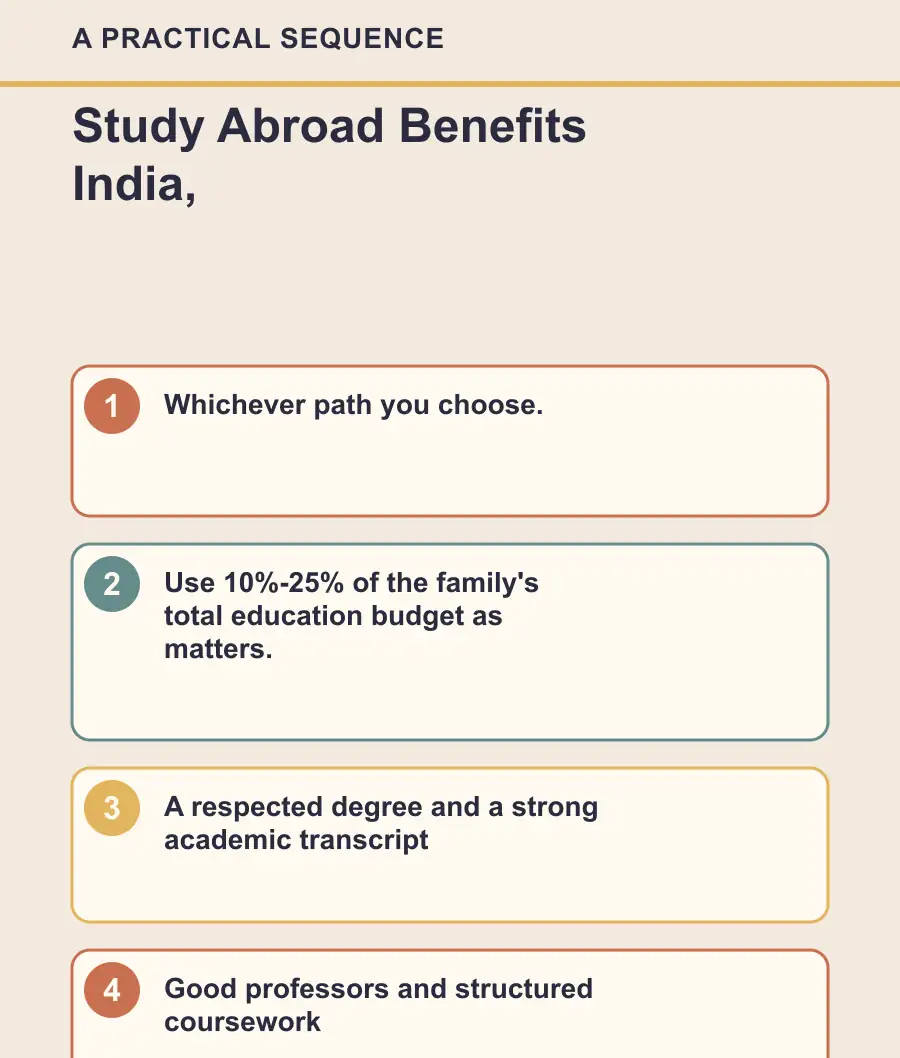 A PRACTICAL SEQUENCE
Study Abroad Benefits
India,
1
Whichever path you choose.
2
Use 10%-25% of the family's
total education budget as
matters.
3
A respected degree and a strong
academic transcript
4
Good professors and structured
coursework